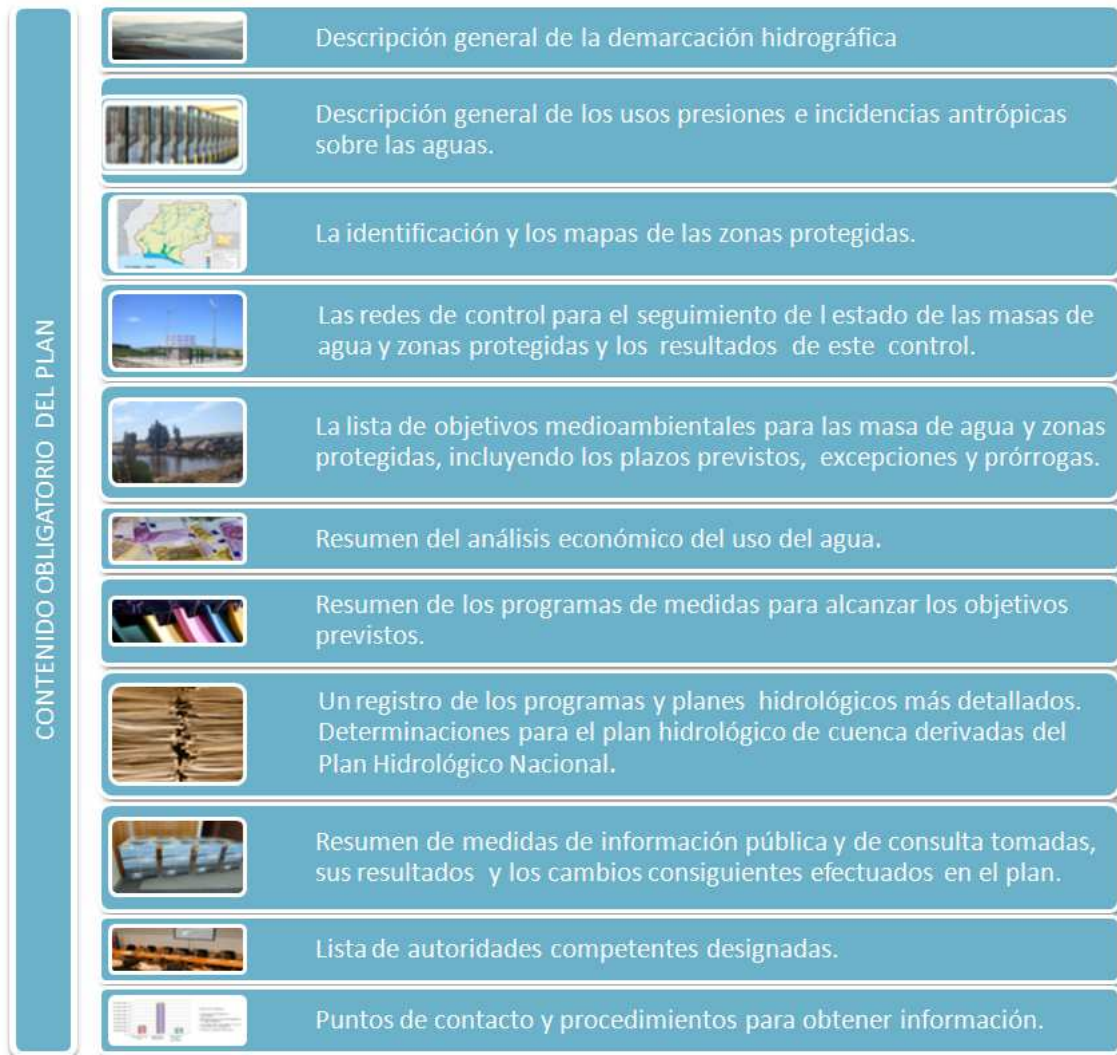 CONTENIDO OBLIGATORIO DEL PLAN
Descripción general de la demarcación hidrográfica
Descripción general de los usos presiones e incidencias antrópicas
sobre las aguas.
La identificación y los mapas de las zonas protegidas.
Las redes de control para el seguimiento de l estado de las masas de
agua y zonas protegidas y los resultados de este control.
La lista de objetivos medioambientales para las masa de agua y zonas
protegidas, incluyendo los plazos previstos, excepciones y prórrogas.
Resumen del análisis económico del uso del agua.
Resumen de los programas de medidas para alcanzar los objetivos
previstos.
Un registro de los programas y planes hidrológicos más detallados.
Determinaciones para el plan hidrológico de cuenca derivadas del
Plan Hidrológico Nacional.
Resumen de medidas de información pública y de consulta tomadas,
sus resultados y los cambios consiguientes efectuados en el plan.
Lista de autoridades competentes designadas.
Puntos de contacto y procedimientos para obtener información.